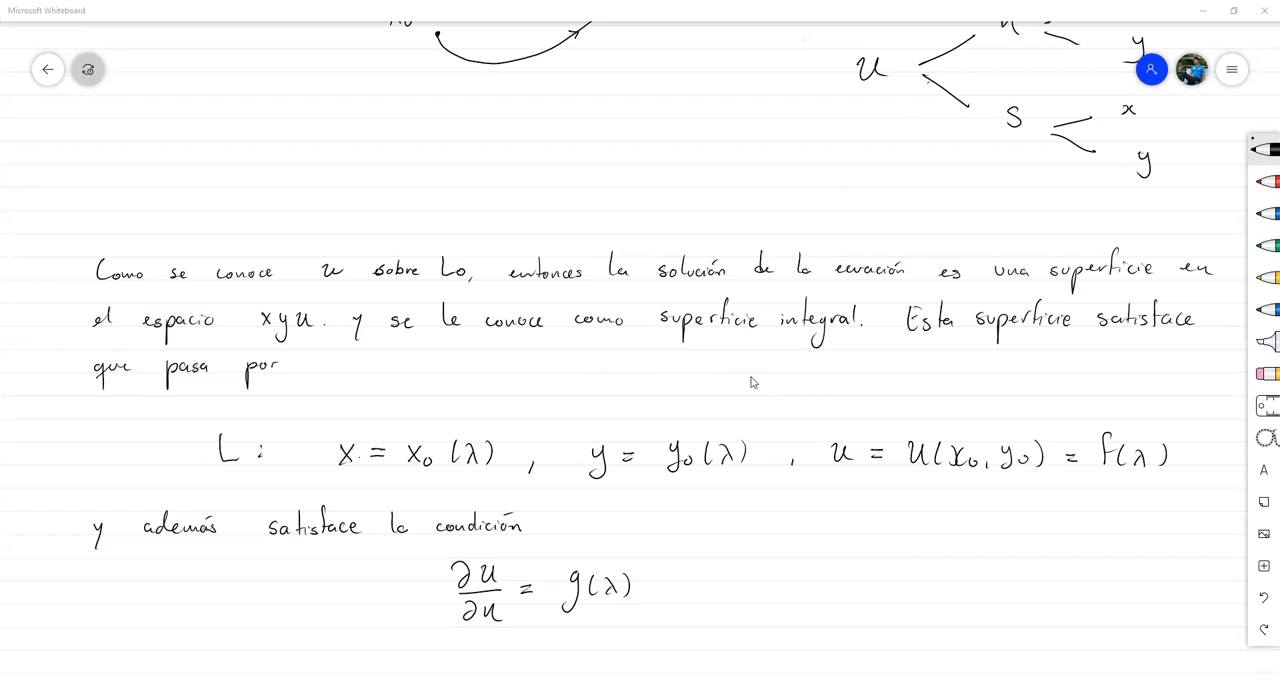 Microsoft Whiteboard
y
u
s x
y
Como se conoce u sobre Lo, entonces la solución de la ecuación es una superficie en
el espacio xyu. y se le conoce como superficie integral. Esta superficie satisface
que pasa por
L: x = x₀(λ), y = y₀(λ), u = u(x₀, y₀) = f(λ)
y además satisface la condición
∂u/∂n = g(λ)
A